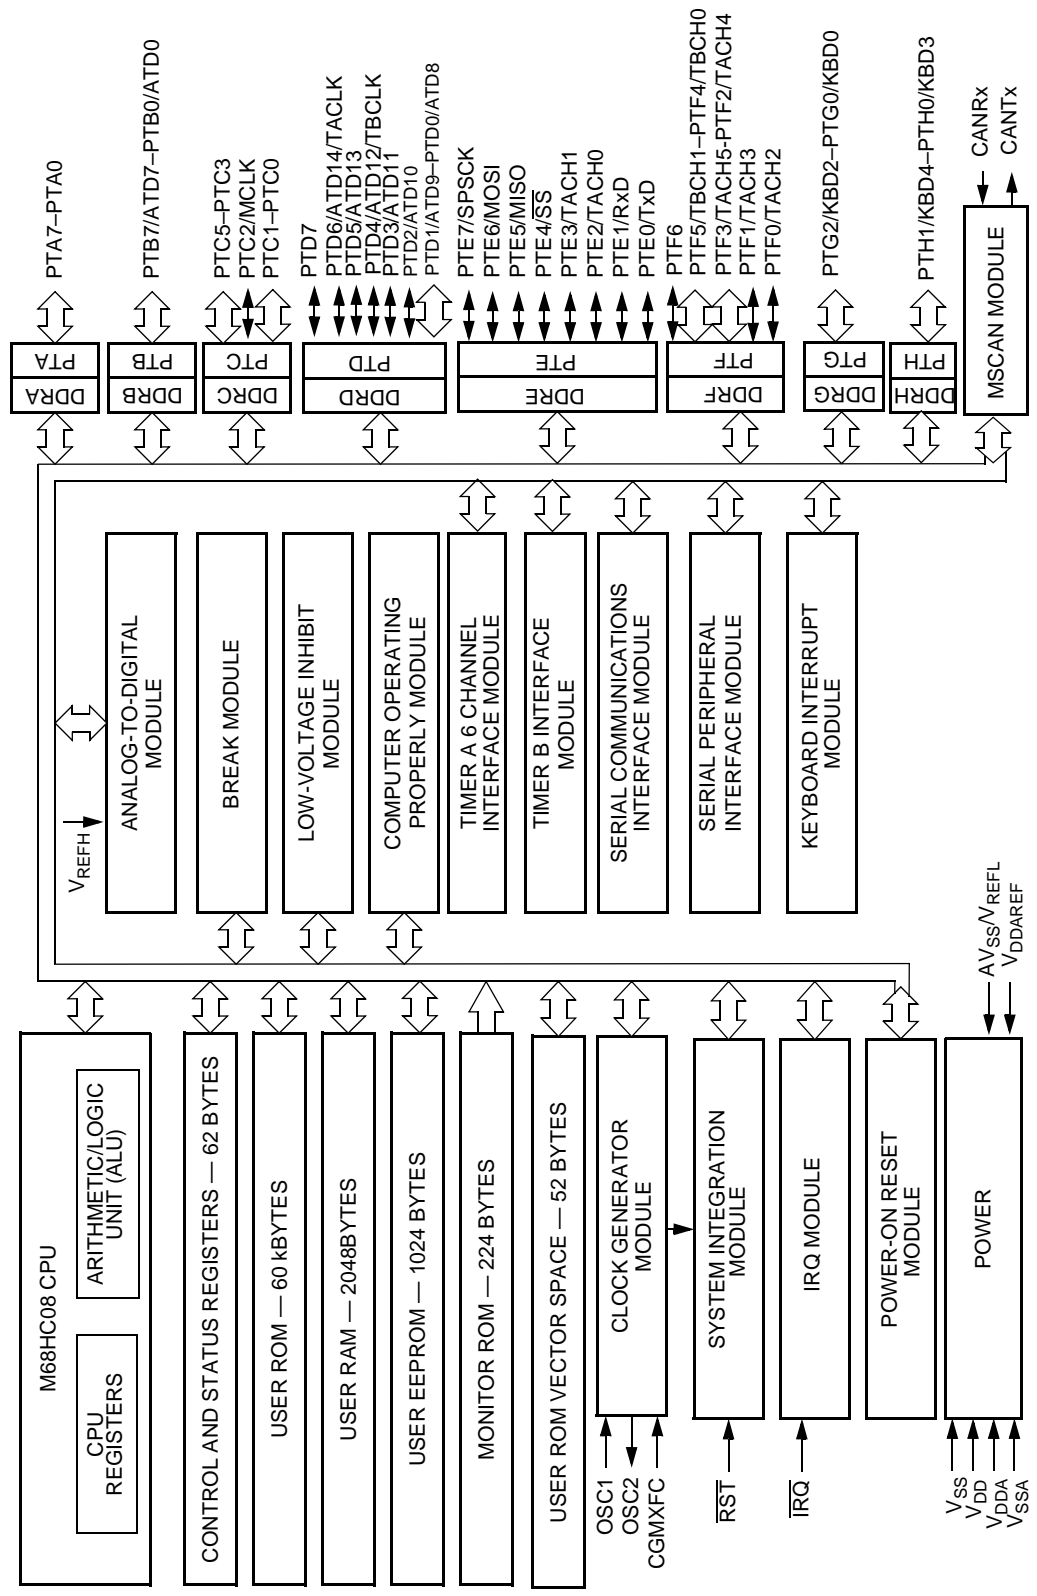 M68HC08 CPU
CPU
REGISTERS
ARITHMETIC/LOGIC
UNIT (ALU)
CONTROL AND STATUS REGISTERS — 62 BYTES
USER ROM — 60 kBYTES
USER RAM — 2048BYTES
USER EEPROM — 1024 BYTES
MONITOR ROM — 224 BYTES
USER ROM VECTOR SPACE — 52 BYTES
OSC1
OSC2
CGMXFC
CLOCK GENERATOR
MODULE
RST
SYSTEM INTEGRATION
MODULE
IRQ
IRQ MODULE
POWER-ON RESET
MODULE
VSS
VDD
VDDA
VSSA
POWER
AVSS/VREFL
VDDAREF
VREFH
ANALOG-TO-DIGITAL
MODULE
BREAK MODULE
LOW-VOLTAGE INHIBIT
MODULE
COMPUTER OPERATING
PROPERLY MODULE
TIMER A 6 CHANNEL
INTERFACE MODULE
TIMER B INTERFACE
MODULE
SERIAL COMMUNICATIONS
INTERFACE MODULE
SERIAL PERIPHERAL
INTERFACE MODULE
KEYBOARD INTERRUPT
MODULE
DDRA
PTA
PTA7–PTA0
DDRB
PTB
PTB7/ATD7–PTB0/ATD0
DDRC
PTC
PTC5–PTC3
PTC2/MCLK
PTC1–PTC0
DDRD
PTD
PTD7
PTD6/ATD14/TACLK
PTD5/ATD13
PTD4/ATD12/TBCLK
PTD3/ATD11
PTD2/ATD10
PTD1/ATD9–PTD0/ATD8
DDRE
PTE
PTE7/SPSCK
PTE6/MOSI
PTE5/MISO
PTE4/SS
PTE3/TACH1
PTE2/TACH0
PTE1/RxD
PTE0/TxD
DDRF
PTF
PTF6
PTF5/TBCH1–PTF4/TBCH0
PTF3/TACH5-PTF2/TACH4
PTF1/TACH3
PTF0/TACH2
DDRG
PTG
PTG2/KBD2–PTG0/KBD0
DDRH
PTH
PTH1/KBD4–PTH0/KBD3
MSCAN MODULE
CANRx
CANTx